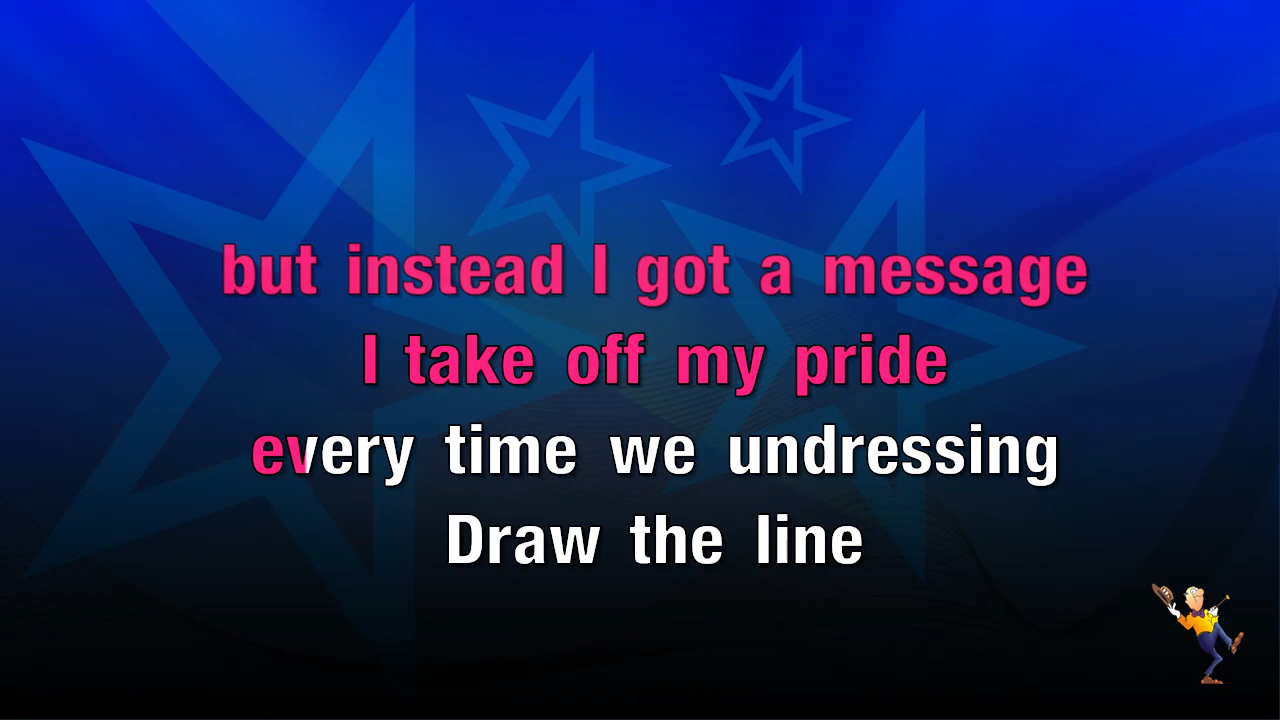 but instead I got a message
I take off my pride
every time we undressing
Draw the line